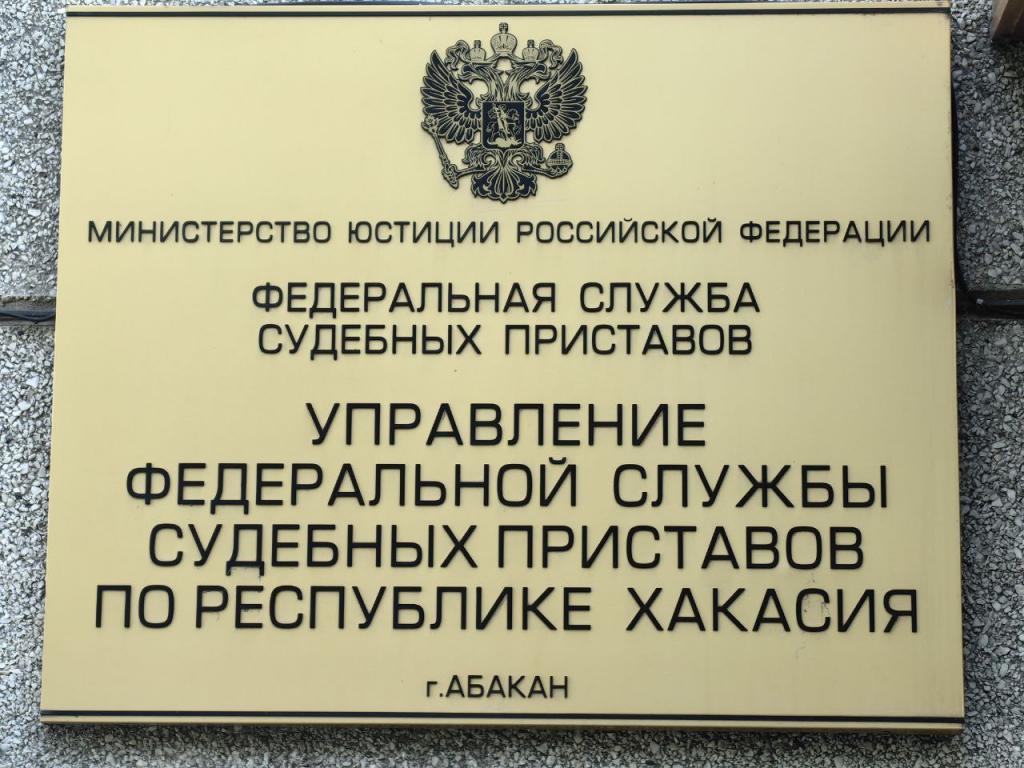 МИНИСТЕРСТВО ЮСТИЦИИ РОССИЙСКОЙ ФЕДЕРАЦИИ
ФЕДЕРАЛЬНАЯ СЛУЖБА
СУДЕБНЫХ ПРИСТАВОВ
УПРАВЛЕНИЕ
ФЕДЕРАЛЬНОЙ СЛУЖБЫ
СУДЕБНЫХ ПРИСТАВОВ
ПО РЕСПУБЛИКЕ ХАКАСИЯ
г.АБАКАН